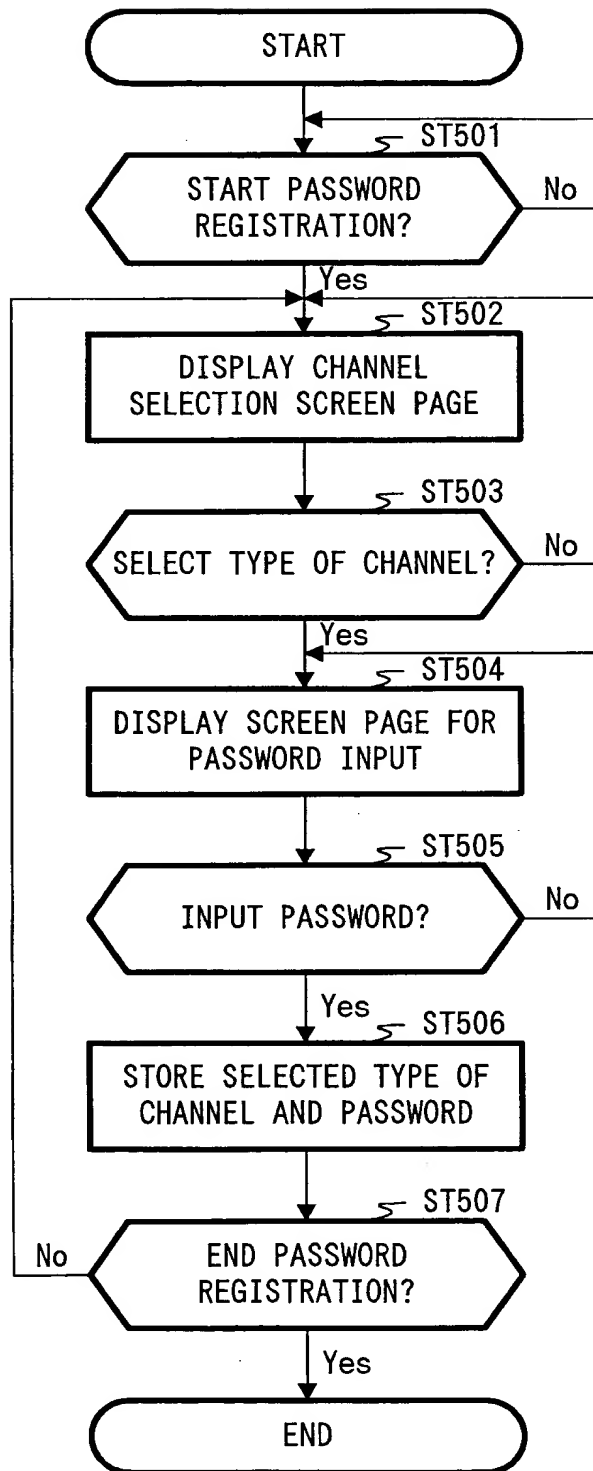 START
ST501
START PASSWORD
REGISTRATION?
No
Yes
ST502
DISPLAY CHANNEL
SELECTION SCREEN PAGE
ST503
SELECT TYPE OF CHANNEL?
No
Yes
ST504
DISPLAY SCREEN PAGE FOR
PASSWORD INPUT
ST505
INPUT PASSWORD?
No
Yes
ST506
STORE SELECTED TYPE OF
CHANNEL AND PASSWORD
ST507
No
END PASSWORD
REGISTRATION?
Yes
END